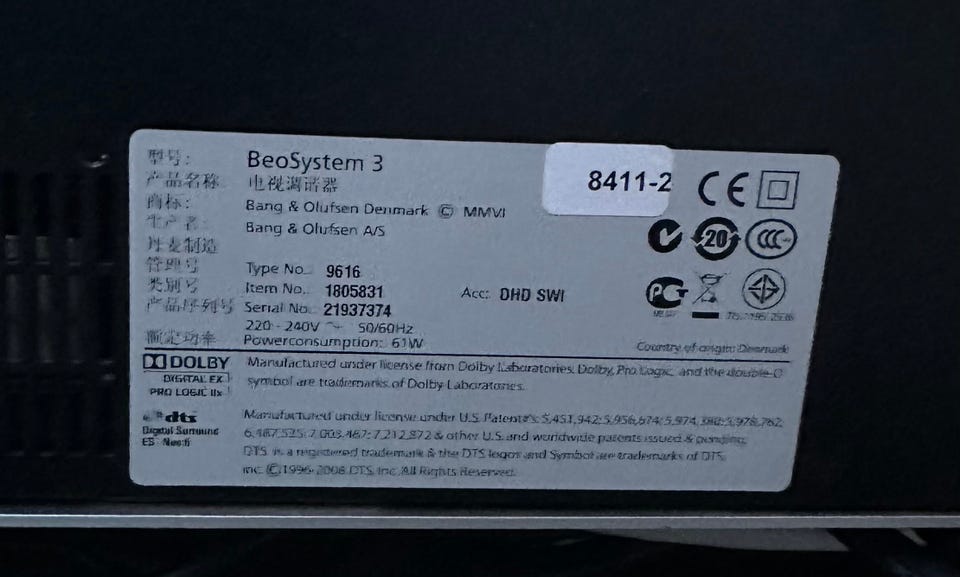 型号: BeoSystem 3
产品名称 电视调谐器
商标: Bang & Olufsen Denmark © MMVI
生产者: Bang & Olufsen A/S
丹麦制造
管理号 Type No. 9616
类别号 Item No. 1805831 Acc: DHD SWI
产品序列号 Serial No. 21937374
220 - 240V ~ 50/60Hz
额定功率 Powerconsumption: 61W
8411-2
CE
20
CCC
PG
Country of origin: Denmark
DOLBY
DIGITAL EX
PRO LOGIC IIx
Manufactured under license from Dolby Laboratories. Dolby, Pro Logic, and the double-D
symbol are trademarks of Dolby Laboratories.
dts
Digital Surround
ES Neo:6
Manufactured under license under U.S. Patent#'s: 5,451,942; 5,956,674; 5,974,380; 5,978,762;
6,487,535; 7,003,467; 7,212,872 & other U.S. and worldwide patents issued & pending.
DTS is a registered trademark & the DTS logos and Symbol are trademarks of DTS,
Inc. © 1996-2008 DTS, Inc. All Rights Reserved.